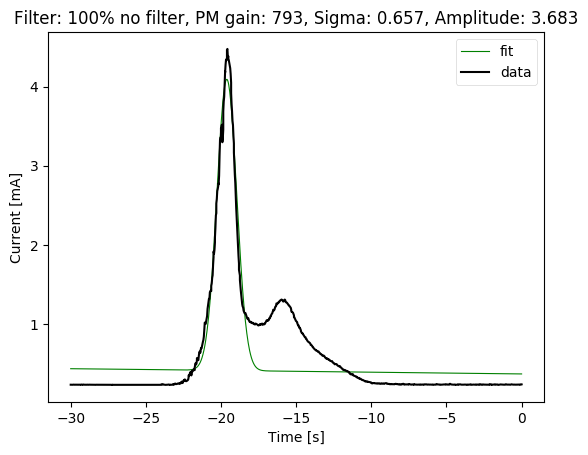 Filter: 100% no filter, PM gain: 793, Sigma: 0.657, Amplitude: 3.683
fit
data
4
3
2
1
Current [mA]
−30
−25
−20
−15
−10
−5
0
Time [s]